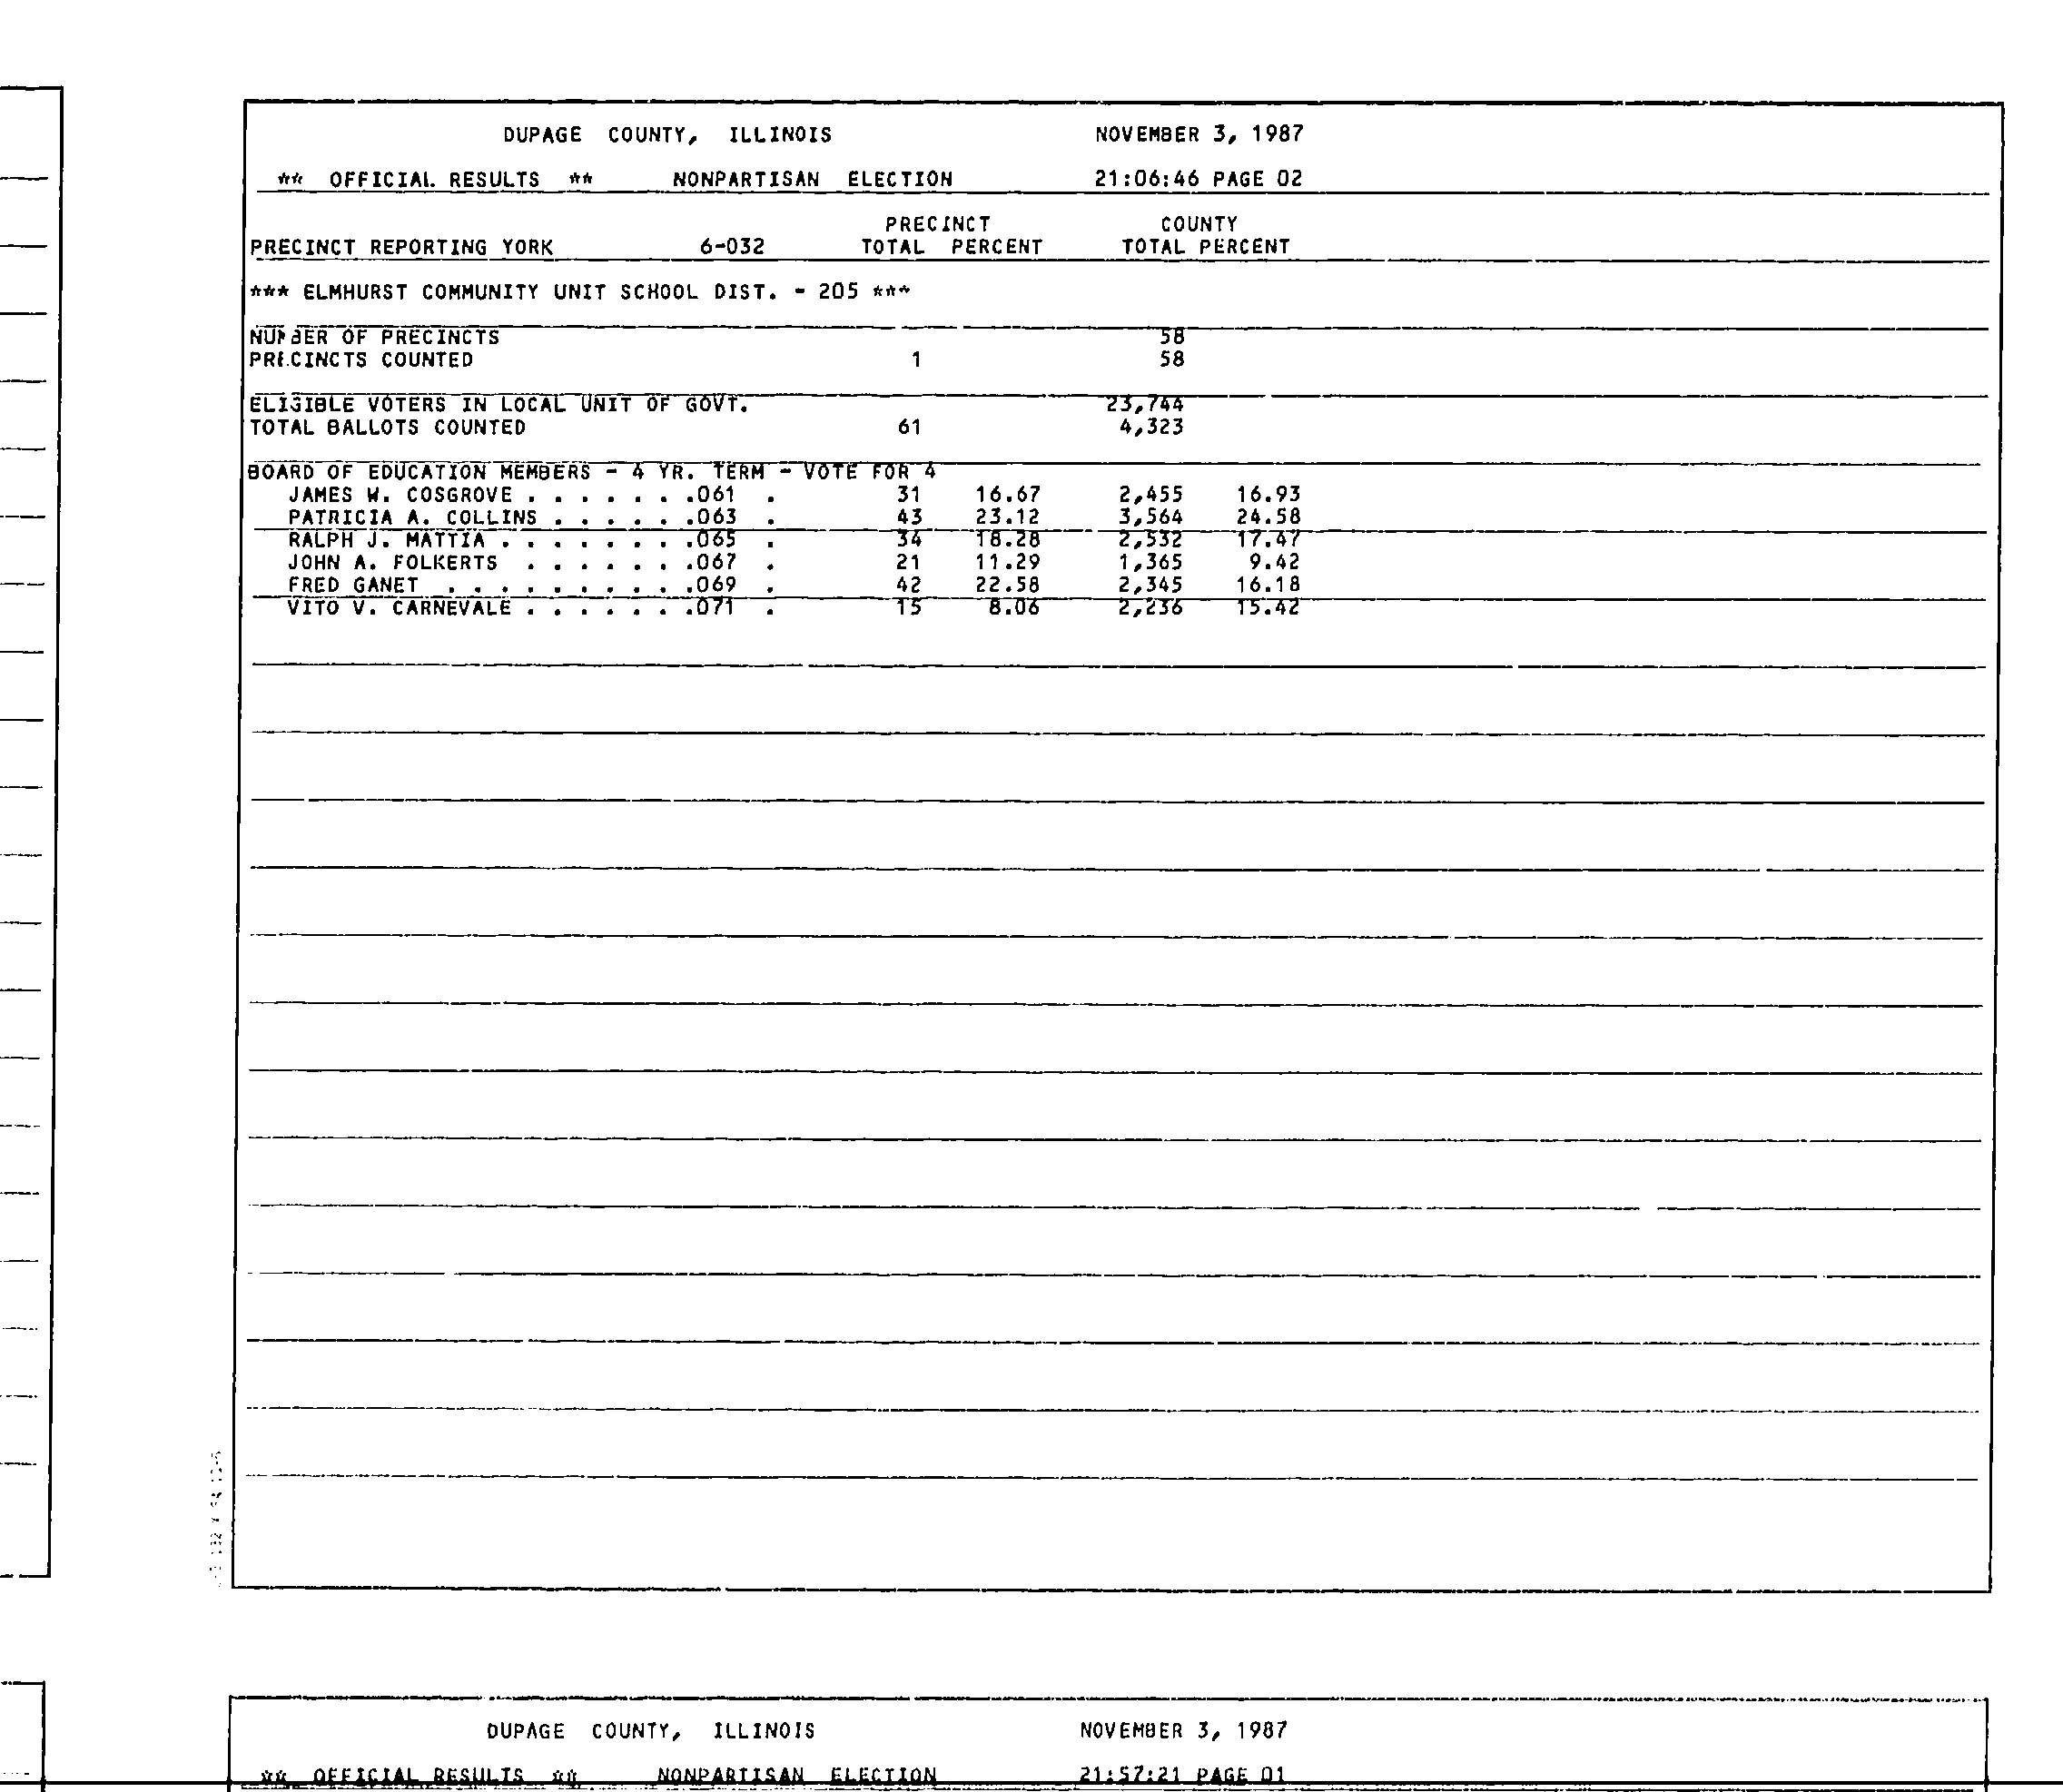 DUPAGE COUNTY, ILLINOIS NOVEMBER 3, 1987
** OFFICIAL RESULTS ** NONPARTISAN ELECTION 21:06:46 PAGE 02
PRECINCT COUNTY
PRECINCT REPORTING YORK 6-032 TOTAL PERCENT TOTAL PERCENT
*** ELMHURST COMMUNITY UNIT SCHOOL DIST. - 205 ***
NUMBER OF PRECINCTS 58
PRECINCTS COUNTED 1 58
ELIGIBLE VOTERS IN LOCAL UNIT OF GOVT. 23,744
TOTAL BALLOTS COUNTED 61 4,323
BOARD OF EDUCATION MEMBERS - 4 YR. TERM - VOTE FOR 4
JAMES W. COSGROVE . . . . . . .061 . 31 16.67 2,455 16.93
PATRICIA A. COLLINS . . . . . .063 . 43 23.12 3,564 24.58
RALPH J. MATTIA . . . . . . . .065 . 34 18.28 2,532 17.47
JOHN A. FOLKERTS . . . . . . .067 . 21 11.29 1,365 9.42
FRED GANET . . . . . . . . . .069 . 42 22.58 2,345 16.18
VITO V. CARNEVALE . . . . . . .071 . 15 8.06 2,236 15.42
DUPAGE COUNTY, ILLINOIS NOVEMBER 3, 1987
** OFFICIAL RESULTS ** NONPARTISAN ELECTION 21:57:21 PAGE 01